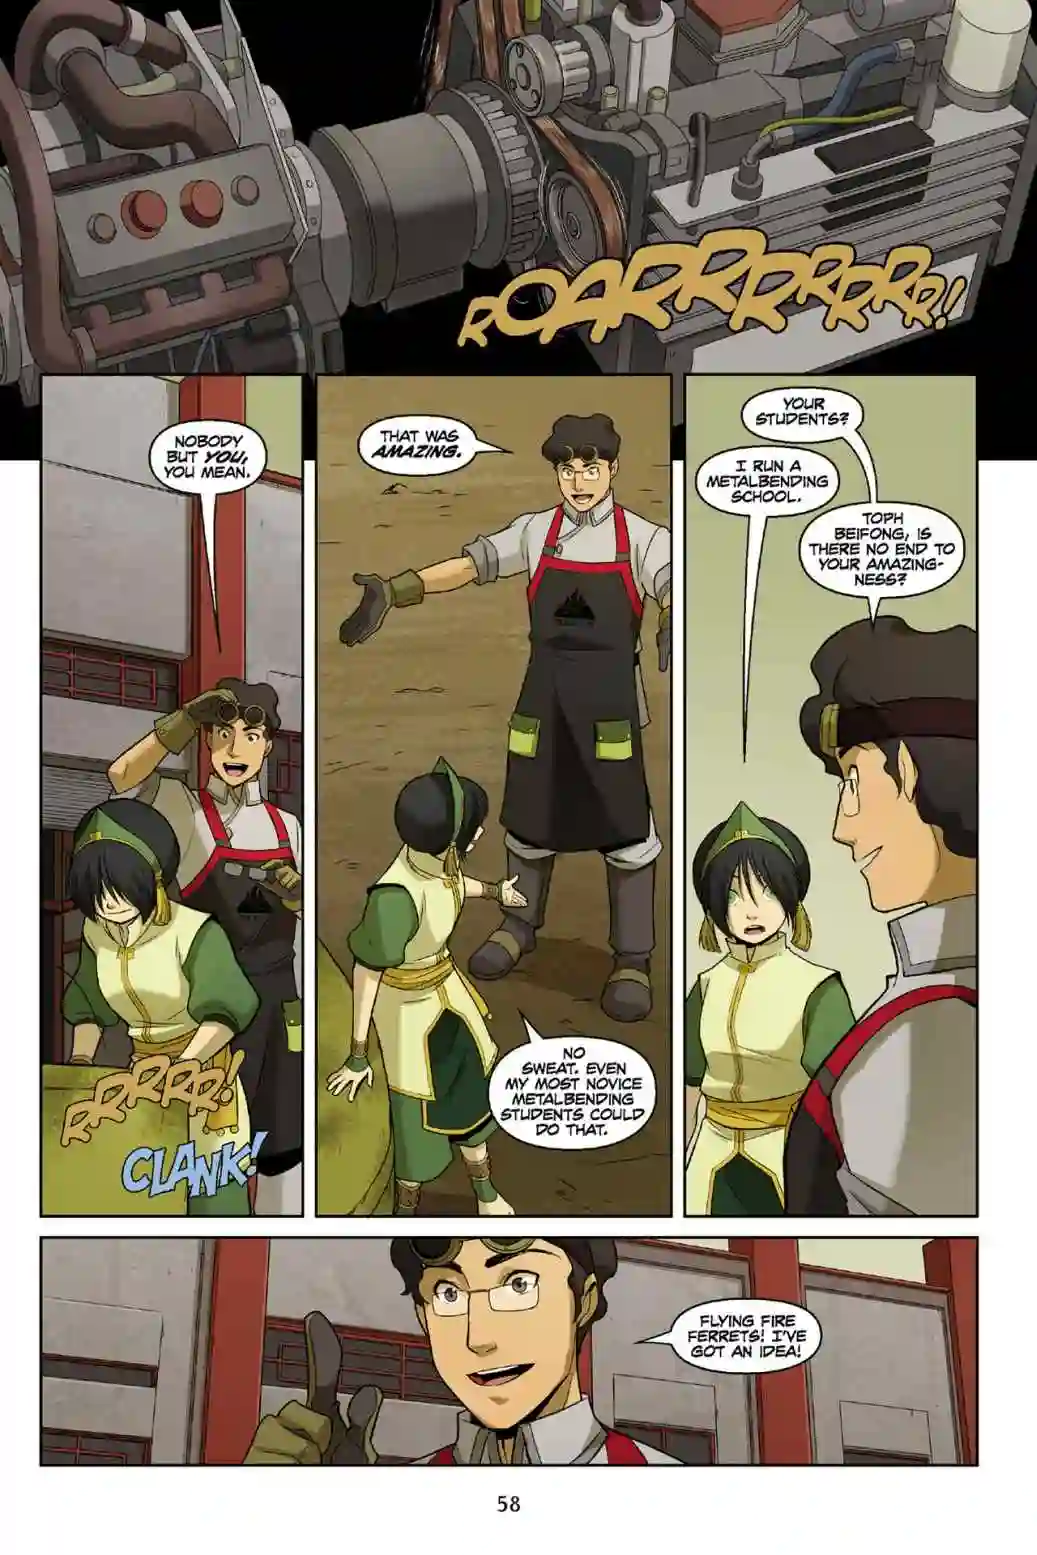 ROARRRRRRR!
NOBODY
BUT YOU,
YOU MEAN.
RRRRRR!
CLANK!
THAT WAS
AMAZING.
NO
SWEAT. EVEN
MY MOST NOVICE
METALBENDING
STUDENTS COULD
DO THAT.
YOUR
STUDENTS?
I RUN A
METALBENDING
SCHOOL.
TOPH
BEIFONG, IS
THERE NO END TO
YOUR AMAZING-
NESS?
FLYING FIRE
FERRETS! I'VE
GOT AN IDEA!
58